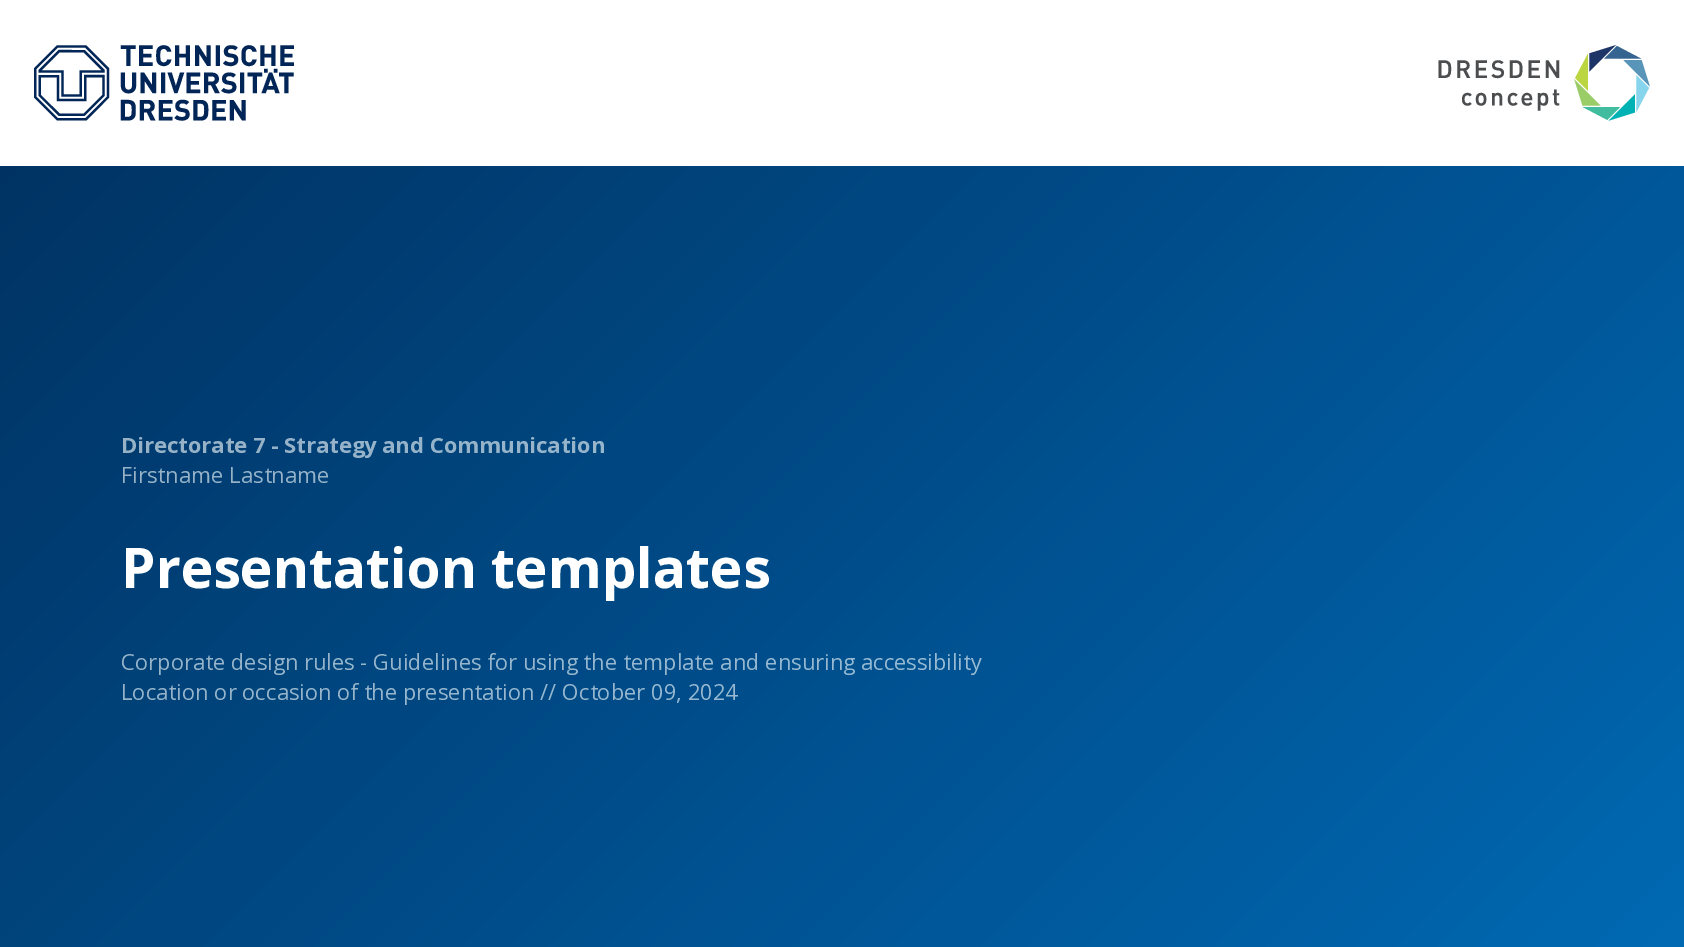 TECHNISCHE
UNIVERSITÄT
DRESDEN
DRESDEN
concept
Directorate 7 - Strategy and Communication
Firstname Lastname
Presentation templates
Corporate design rules - Guidelines for using the template and ensuring accessibility
Location or occasion of the presentation // October 09, 2024